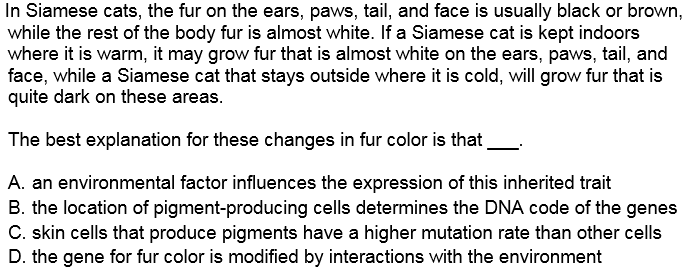 In Siamese cats, the fur on the ears, paws, tail, and face is usually black or brown,
while the rest of the body fur is almost white. If a Siamese cat is kept indoors
where it is warm, it may grow fur that is almost white on the ears, paws, tail, and
face, while a Siamese cat that stays outside where it is cold, will grow fur that is
quite dark on these areas.
The best explanation for these changes in fur color is that ___.
A. an environmental factor influences the expression of this inherited trait
B. the location of pigment-producing cells determines the DNA code of the genes
C. skin cells that produce pigments have a higher mutation rate than other cells
D. the gene for fur color is modified by interactions with the environment